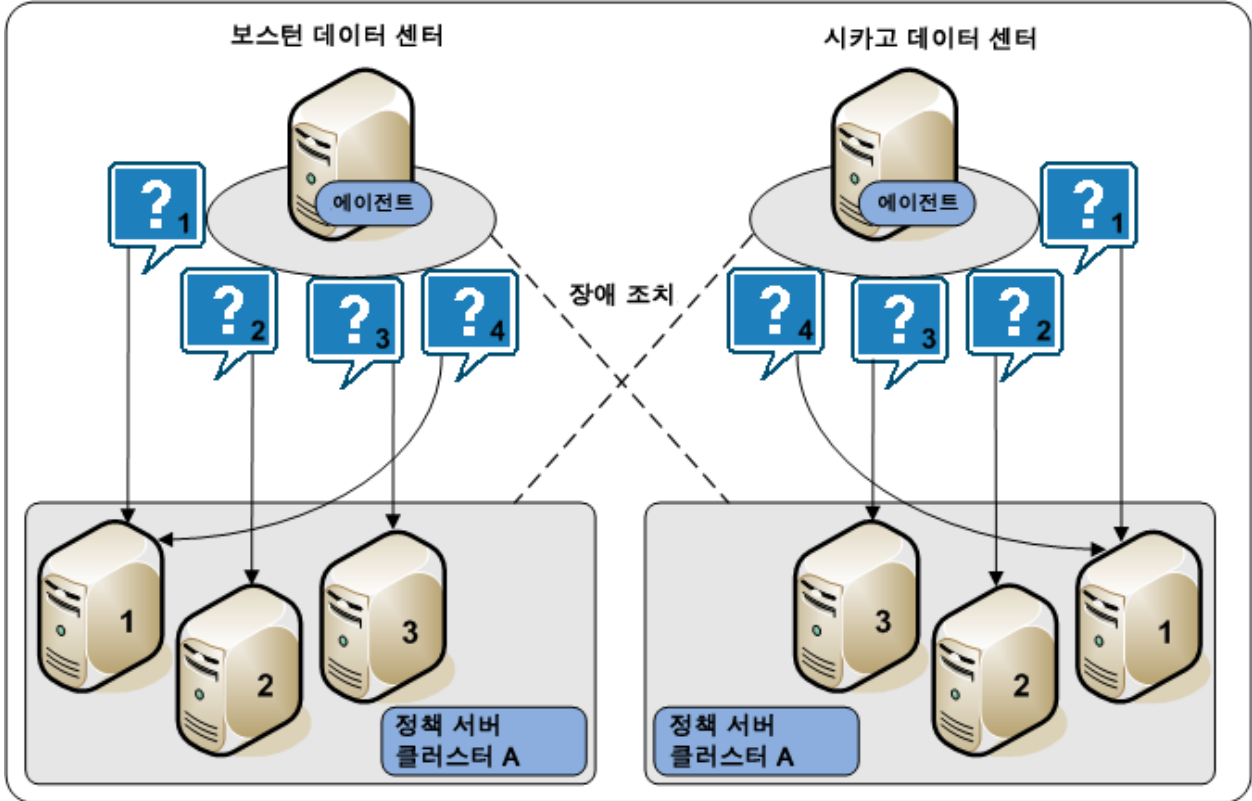 보스턴 데이터 센터
시카고 데이터 센터
에이전트
에이전트
? 1
? 1
? 2
? 3
? 4
장애 조치
? 4
? 3
? 2
1
2
3
3
2
1
정책 서버
클러스터 A
정책 서버
클러스터 A